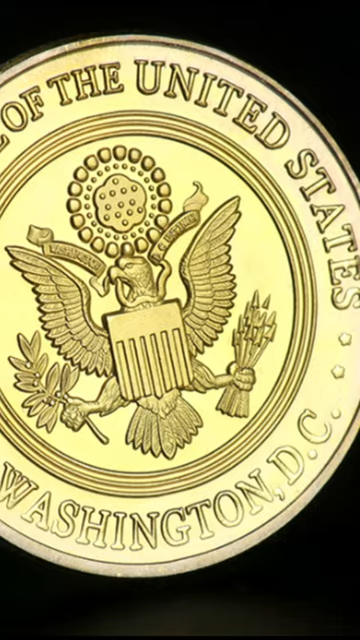 OF THE UNITED STATES
WASHINGTON, D.C.